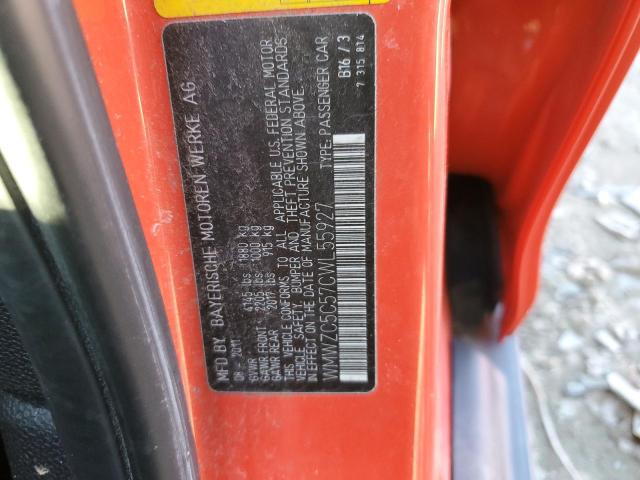 MFD BY BAYERISCHE MOTOREN WERKE AG
04 - 2011
GVWR 4145 lbs 1880 kg
GAWR FRONT 2205 lbs 1000 kg
GAWR REAR 2017 lbs 915 kg
THIS VEHICLE CONFORMS TO ALL APPLICABLE U.S. FEDERAL MOTOR
VEHICLE SAFETY, BUMPER AND THEFT PREVENTION STANDARDS
IN EFFECT ON THE DATE OF MANUFACTURE SHOWN ABOVE.
WMWZC5C57CWL55927 TYPE: PASSENGER CAR
B16 / 3
7 315 814